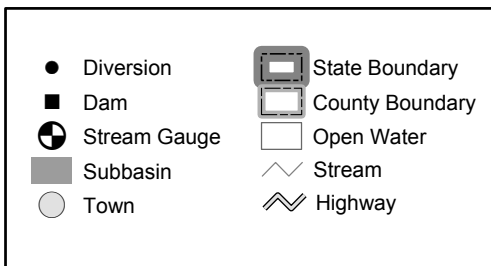 Diversion
Dam
Stream Gauge
Subbasin
Town
State Boundary
County Boundary
Open Water
Stream
Highway